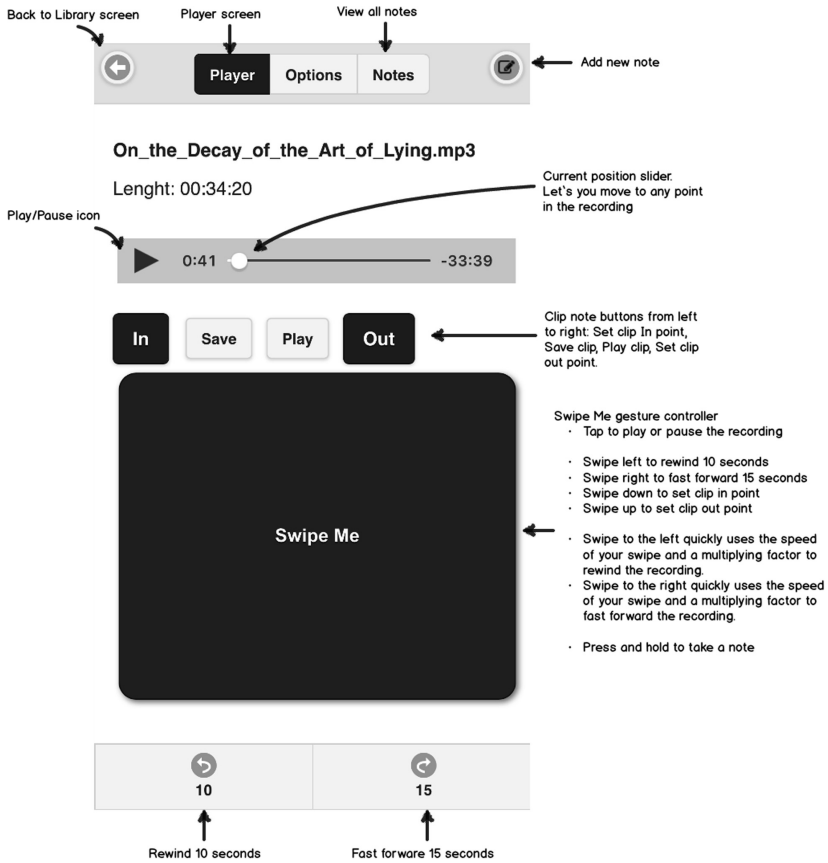 Back to Library screen
Player screen
View all notes
Player
Options
Notes
Add new note
On_the_Decay_of_the_Art_of_Lying.mp3
Lenght: 00:34:20
Current position slider.
Let`s you move to any point
in the recording
Play/Pause icon
0:41
-33:39
In
Save
Play
Out
Clip note buttons from left
to right: Set clip In point,
Save clip, Play clip, Set clip
out point.
Swipe Me
Swipe Me gesture controller
· Tap to play or pause the recording
· Swipe left to rewind 10 seconds
· Swipe right to fast forward 15 seconds
· Swipe down to set clip in point
· Swipe up to set clip out point
· Swipe to the left quickly uses the speed
of your swipe and a multiplying factor to
rewind the recording.
· Swipe to the right quickly uses the speed
of your swipe and a multiplying factor to
fast forward the recording.
· Press and hold to take a note
10
15
Rewind 10 seconds
Fast forware 15 seconds